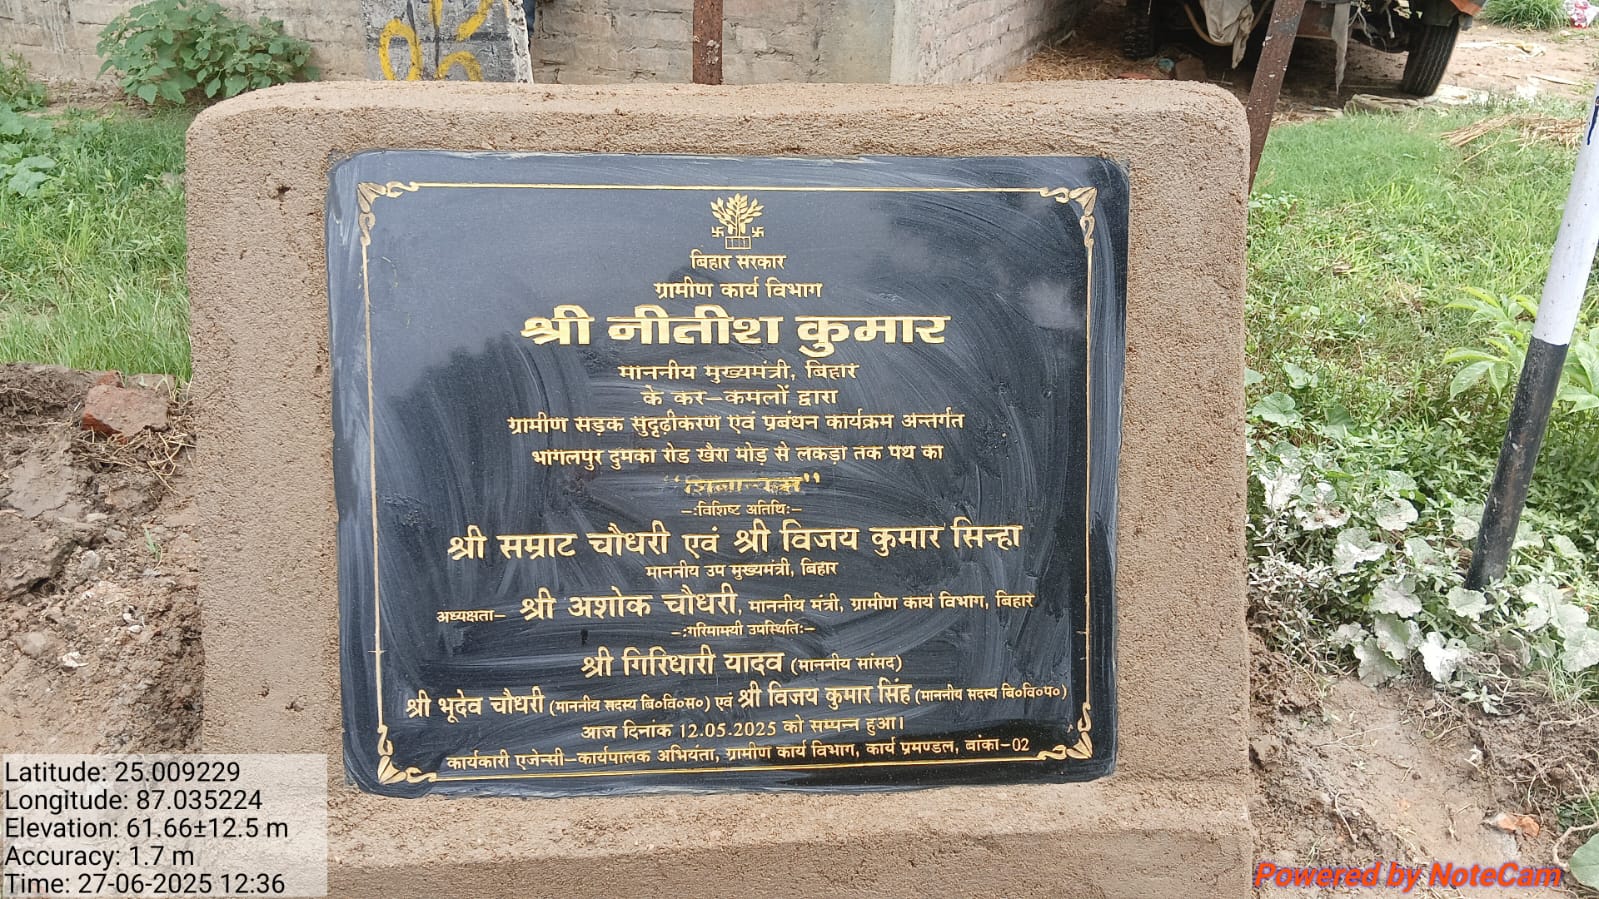 बिहार सरकार
ग्रामीण कार्य विभाग
श्री नीतीश कुमार
माननीय मुख्यमंत्री, बिहार
के कर-कमलों द्वारा
ग्रामीण सड़क सुदृढ़ीकरण एवं प्रबंधन कार्यक्रम अन्तर्गत
भागलपुर दुमका रोड खैरा मोड़ से लकड़ा तक पथ का
-:विशिष्ट अतिथि:-
श्री सम्राट चौधरी एवं श्री विजय कुमार सिन्हा
माननीय उप मुख्यमंत्री, बिहार
अध्यक्षता- श्री अशोक चौधरी, माननीय मंत्री, ग्रामीण कार्य विभाग, बिहार
-:गरिमामयी उपस्थिति:-
श्री गिरिधारी यादव (माननीय सांसद)
श्री भूदेव चौधरी (माननीय सदस्य बि०वि०स०) एवं श्री विजय कुमार सिंह (माननीय सदस्य बि०वि०प०)
आज दिनांक 12.05.2025 को सम्पन्न हुआ।
कार्यकारी एजेन्सी-कार्यपालक अभियंता, ग्रामीण कार्य विभाग, कार्य प्रमण्डल, बांका-02
Latitude: 25.009229
Longitude: 87.035224
Elevation: 61.66±12.5 m
Accuracy: 1.7 m
Time: 27-06-2025 12:36
Powered by NoteCam